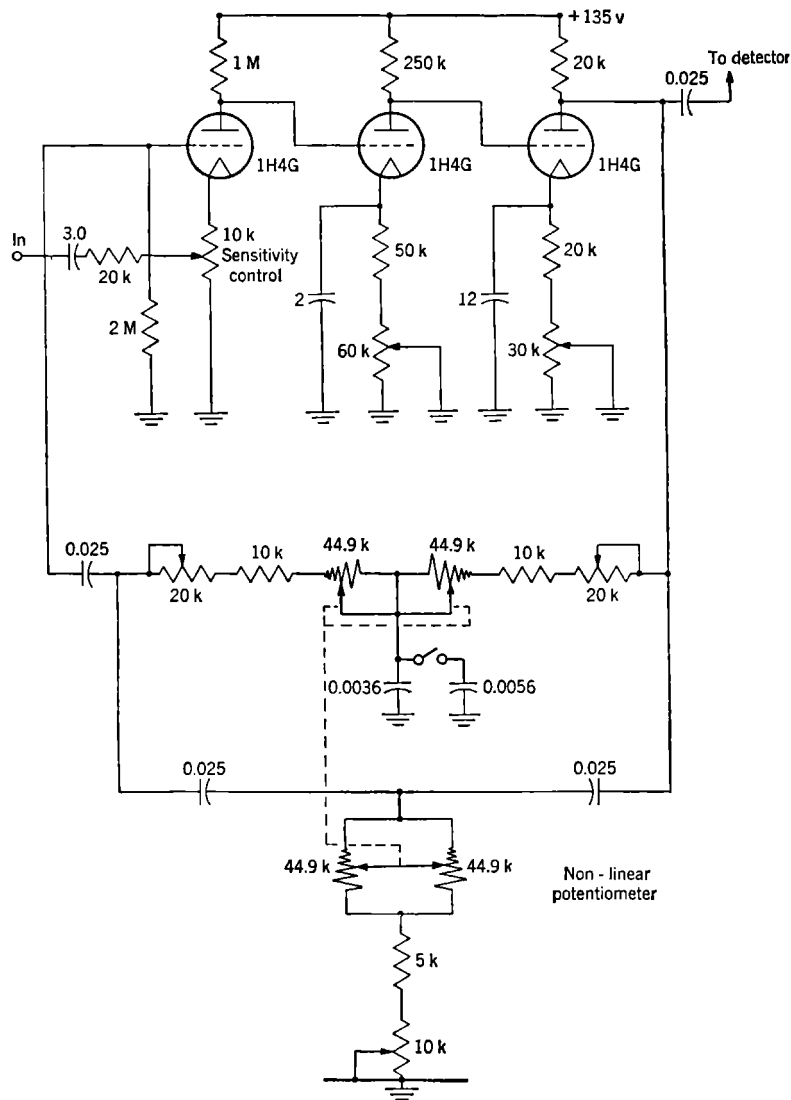 + 135 v
1 M
250 k
20 k
To detector
0.025
1H4G
1H4G
1H4G
In
3.0
20 k
10 k
Sensitivity
control
2 M
50 k
2
60 k
20 k
12
30 k
0.025
20 k
10 k
44.9 k
44.9 k
10 k
20 k
0.0036
0.0056
0.025
0.025
44.9 k
44.9 k
Non - linear
potentiometer
5 k
10 k